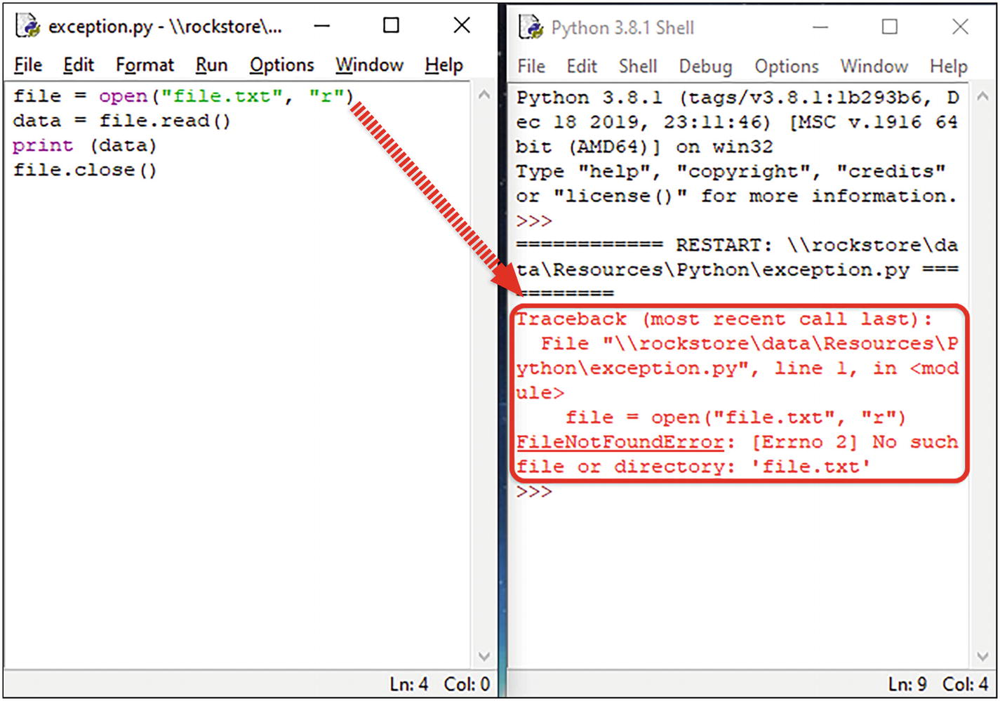 exception.py - \\rockstore\...
File Edit Format Run Options Window Help
file = open("file.txt", "r")
data = file.read()
print (data)
file.close()
Ln: 4 Col: 0
Python 3.8.1 Shell
File Edit Shell Debug Options Window Help
Python 3.8.1 (tags/v3.8.1:1b293b6, D
ec 18 2019, 23:11:46) [MSC v.1916 64
bit (AMD64)] on win32
Type "help", "copyright", "credits"
or "license()" for more information.
>>>
============ RESTART: \\rockstore\da
ta\Resources\Python\exception.py ===
=========
Traceback (most recent call last):
  File "\\rockstore\data\Resources\P
ython\exception.py", line 1, in <mod
ule>
    file = open("file.txt", "r")
FileNotFoundError: [Errno 2] No such
file or directory: 'file.txt'
>>>
Ln: 9 Col: 4